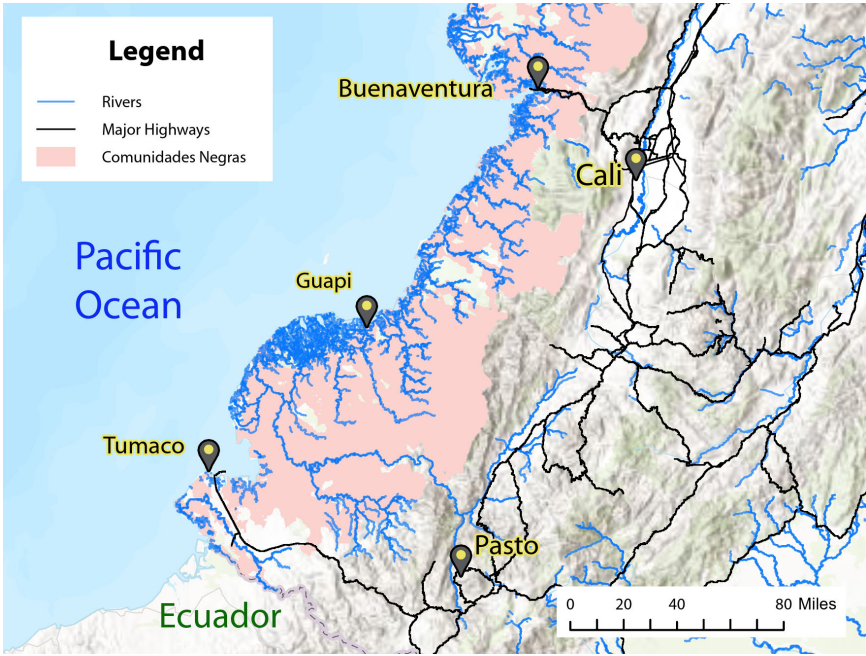 Legend
Rivers
Major Highways
Comunidades Negras
Buenaventura
Cali
Pacific
Ocean
Guapi
Tumaco
Pasto
Ecuador
0 20 40 80 Miles